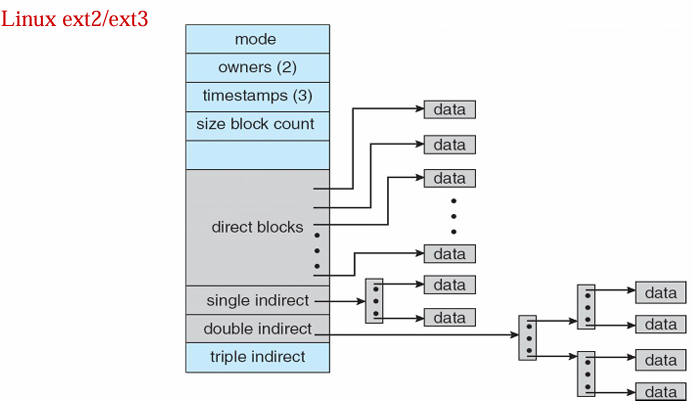 Linux ext2/ext3
mode
owners (2)
timestamps (3)
size block count
direct blocks
single indirect
double indirect
triple indirect
data
data
data
data
data
data
data
data
data
data